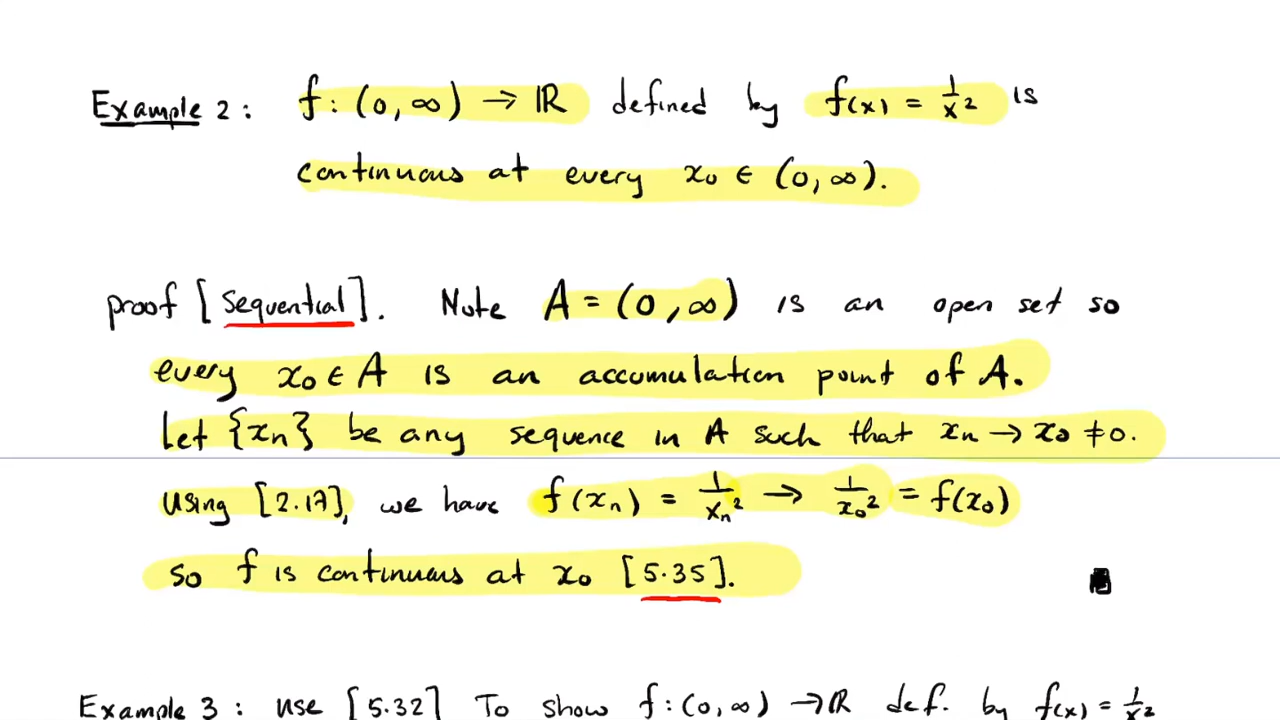 Example 2: f: (0, ∞) → ℝ defined by f(x) = 1/x² is
continuous at every x₀ ∈ (0, ∞).
proof [sequential]. Note A = (0, ∞) is an open set so
every x₀ ∈ A is an accumulation point of A.
Let {xₙ} be any sequence in A such that xₙ → x₀ ≠ 0.
Using [2.17], we have f(xₙ) = 1/xₙ² → 1/x₀² = f(x₀)
so f is continuous at x₀ [5.35].
Example 3: use [5.32] To show f: (0, ∞) → ℝ def. by f(x) = 1/x²